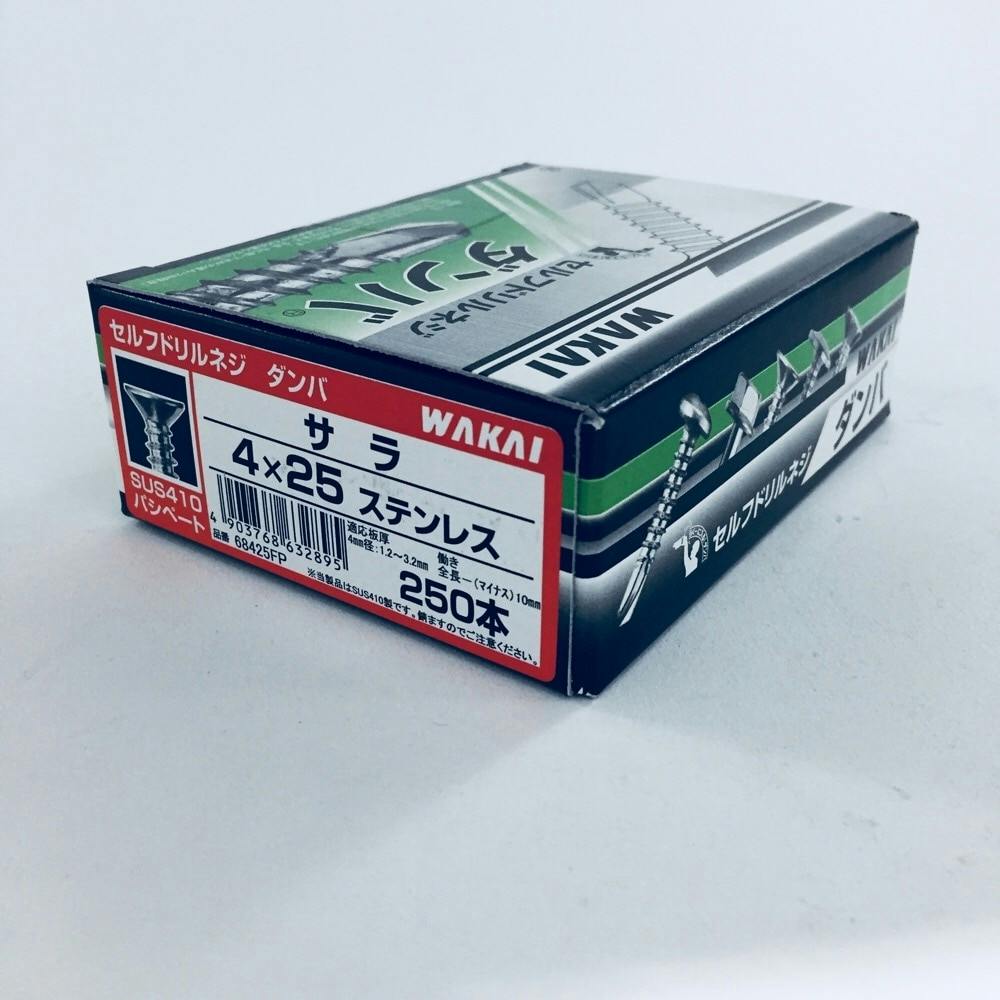 ダンバ®
セルフドリルネジ
WAKAI
セルフドリルネジ ダンバ
WAKAI
サラ
4×25 ステンレス
SUS410
パシペート
4 903768 632895
品番 68425FP
適応板厚
4mm径:1.2〜3.2mm
働き
全長−(マイナス)10mm
250本
※当製品はSUS410製です。錆ますのでご注意ください。
WAKAI
セルフドリルネジ ダンバ